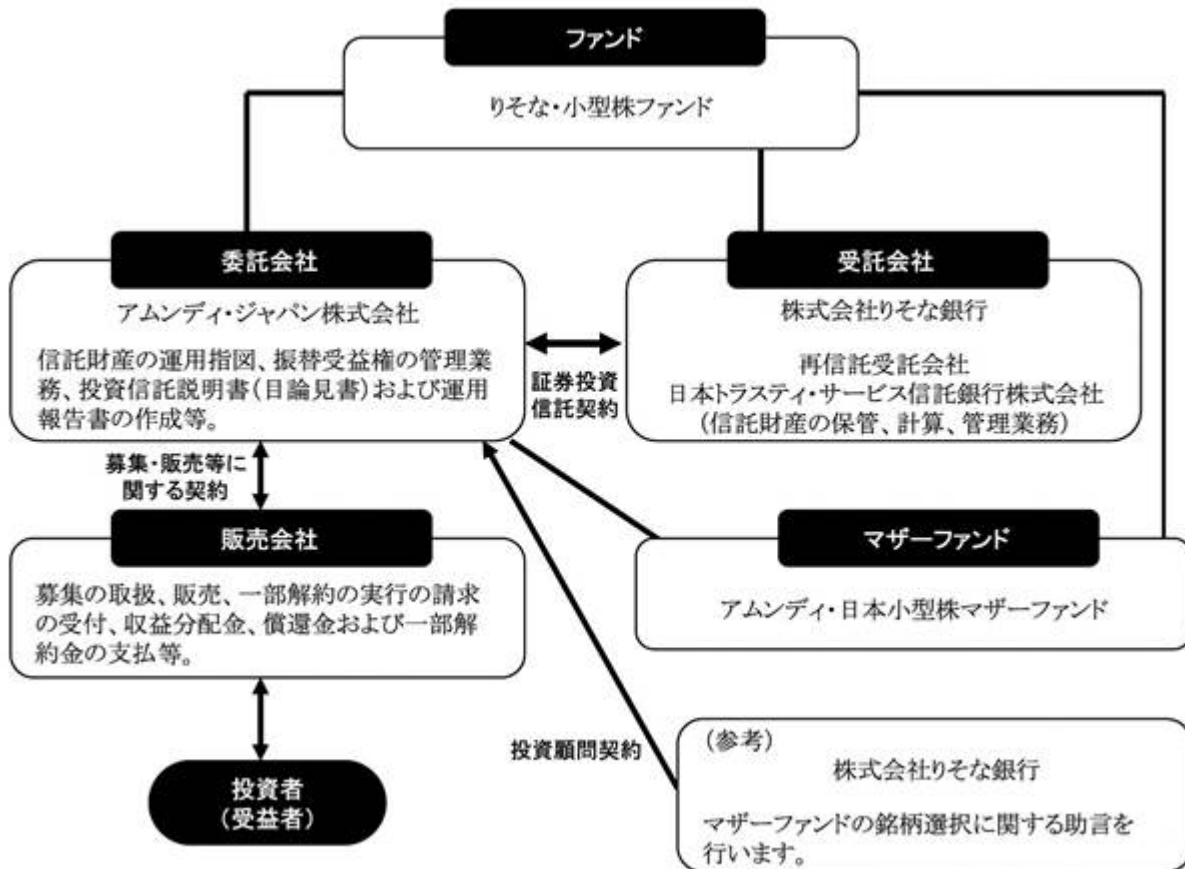 ファンド
りそな・小型株ファンド
委託会社
アムンディ・ジャパン株式会社
信託財産の運用指図、振替受益権の管理業
務、投資信託説明書(目論見書)および運用
報告書の作成等。
証券投資
信託契約
受託会社
株式会社りそな銀行
再信託受託会社
日本トラスティ・サービス信託銀行株式会社
(信託財産の保管、計算、管理業務)
募集・販売等に
関する契約
販売会社
募集の取扱、販売、一部解約の実行の請求
の受付、収益分配金、償還金および一部解
約金の支払等。
マザーファンド
アムンディ・日本小型株マザーファンド
投資顧問契約
(参考)
株式会社りそな銀行
マザーファンドの銘柄選択に関する助言を
行います。
投資者
(受益者)